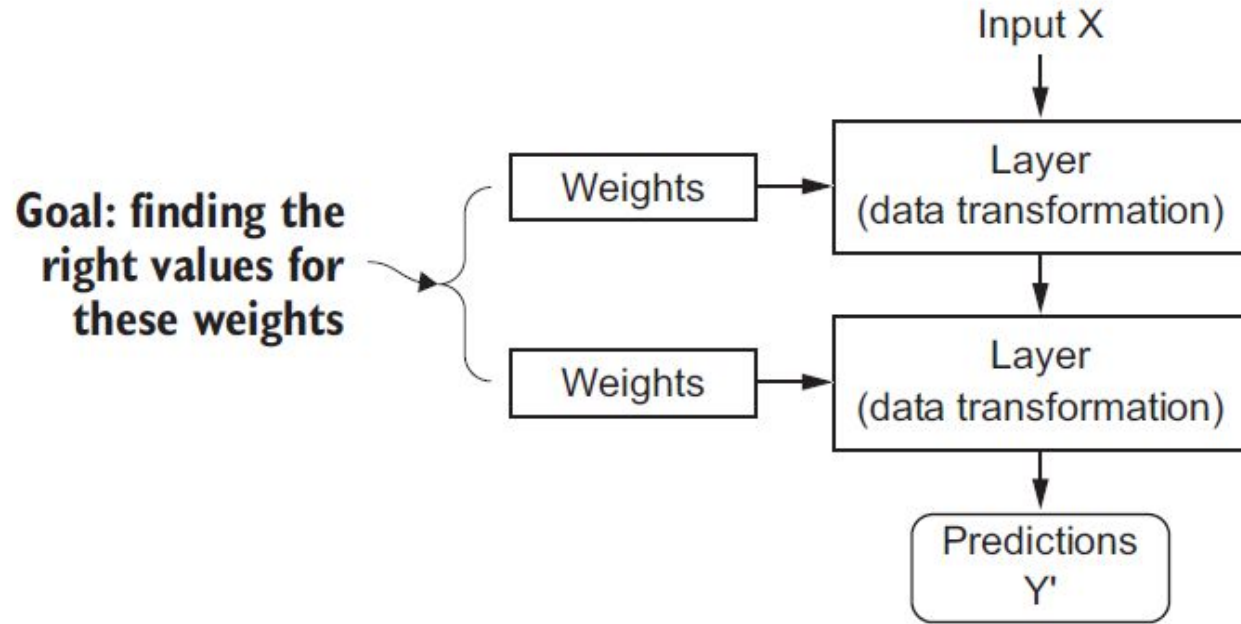 Input X
Weights
Layer
(data transformation)
Goal: finding the
right values for
these weights
Weights
Layer
(data transformation)
Predictions
Y'